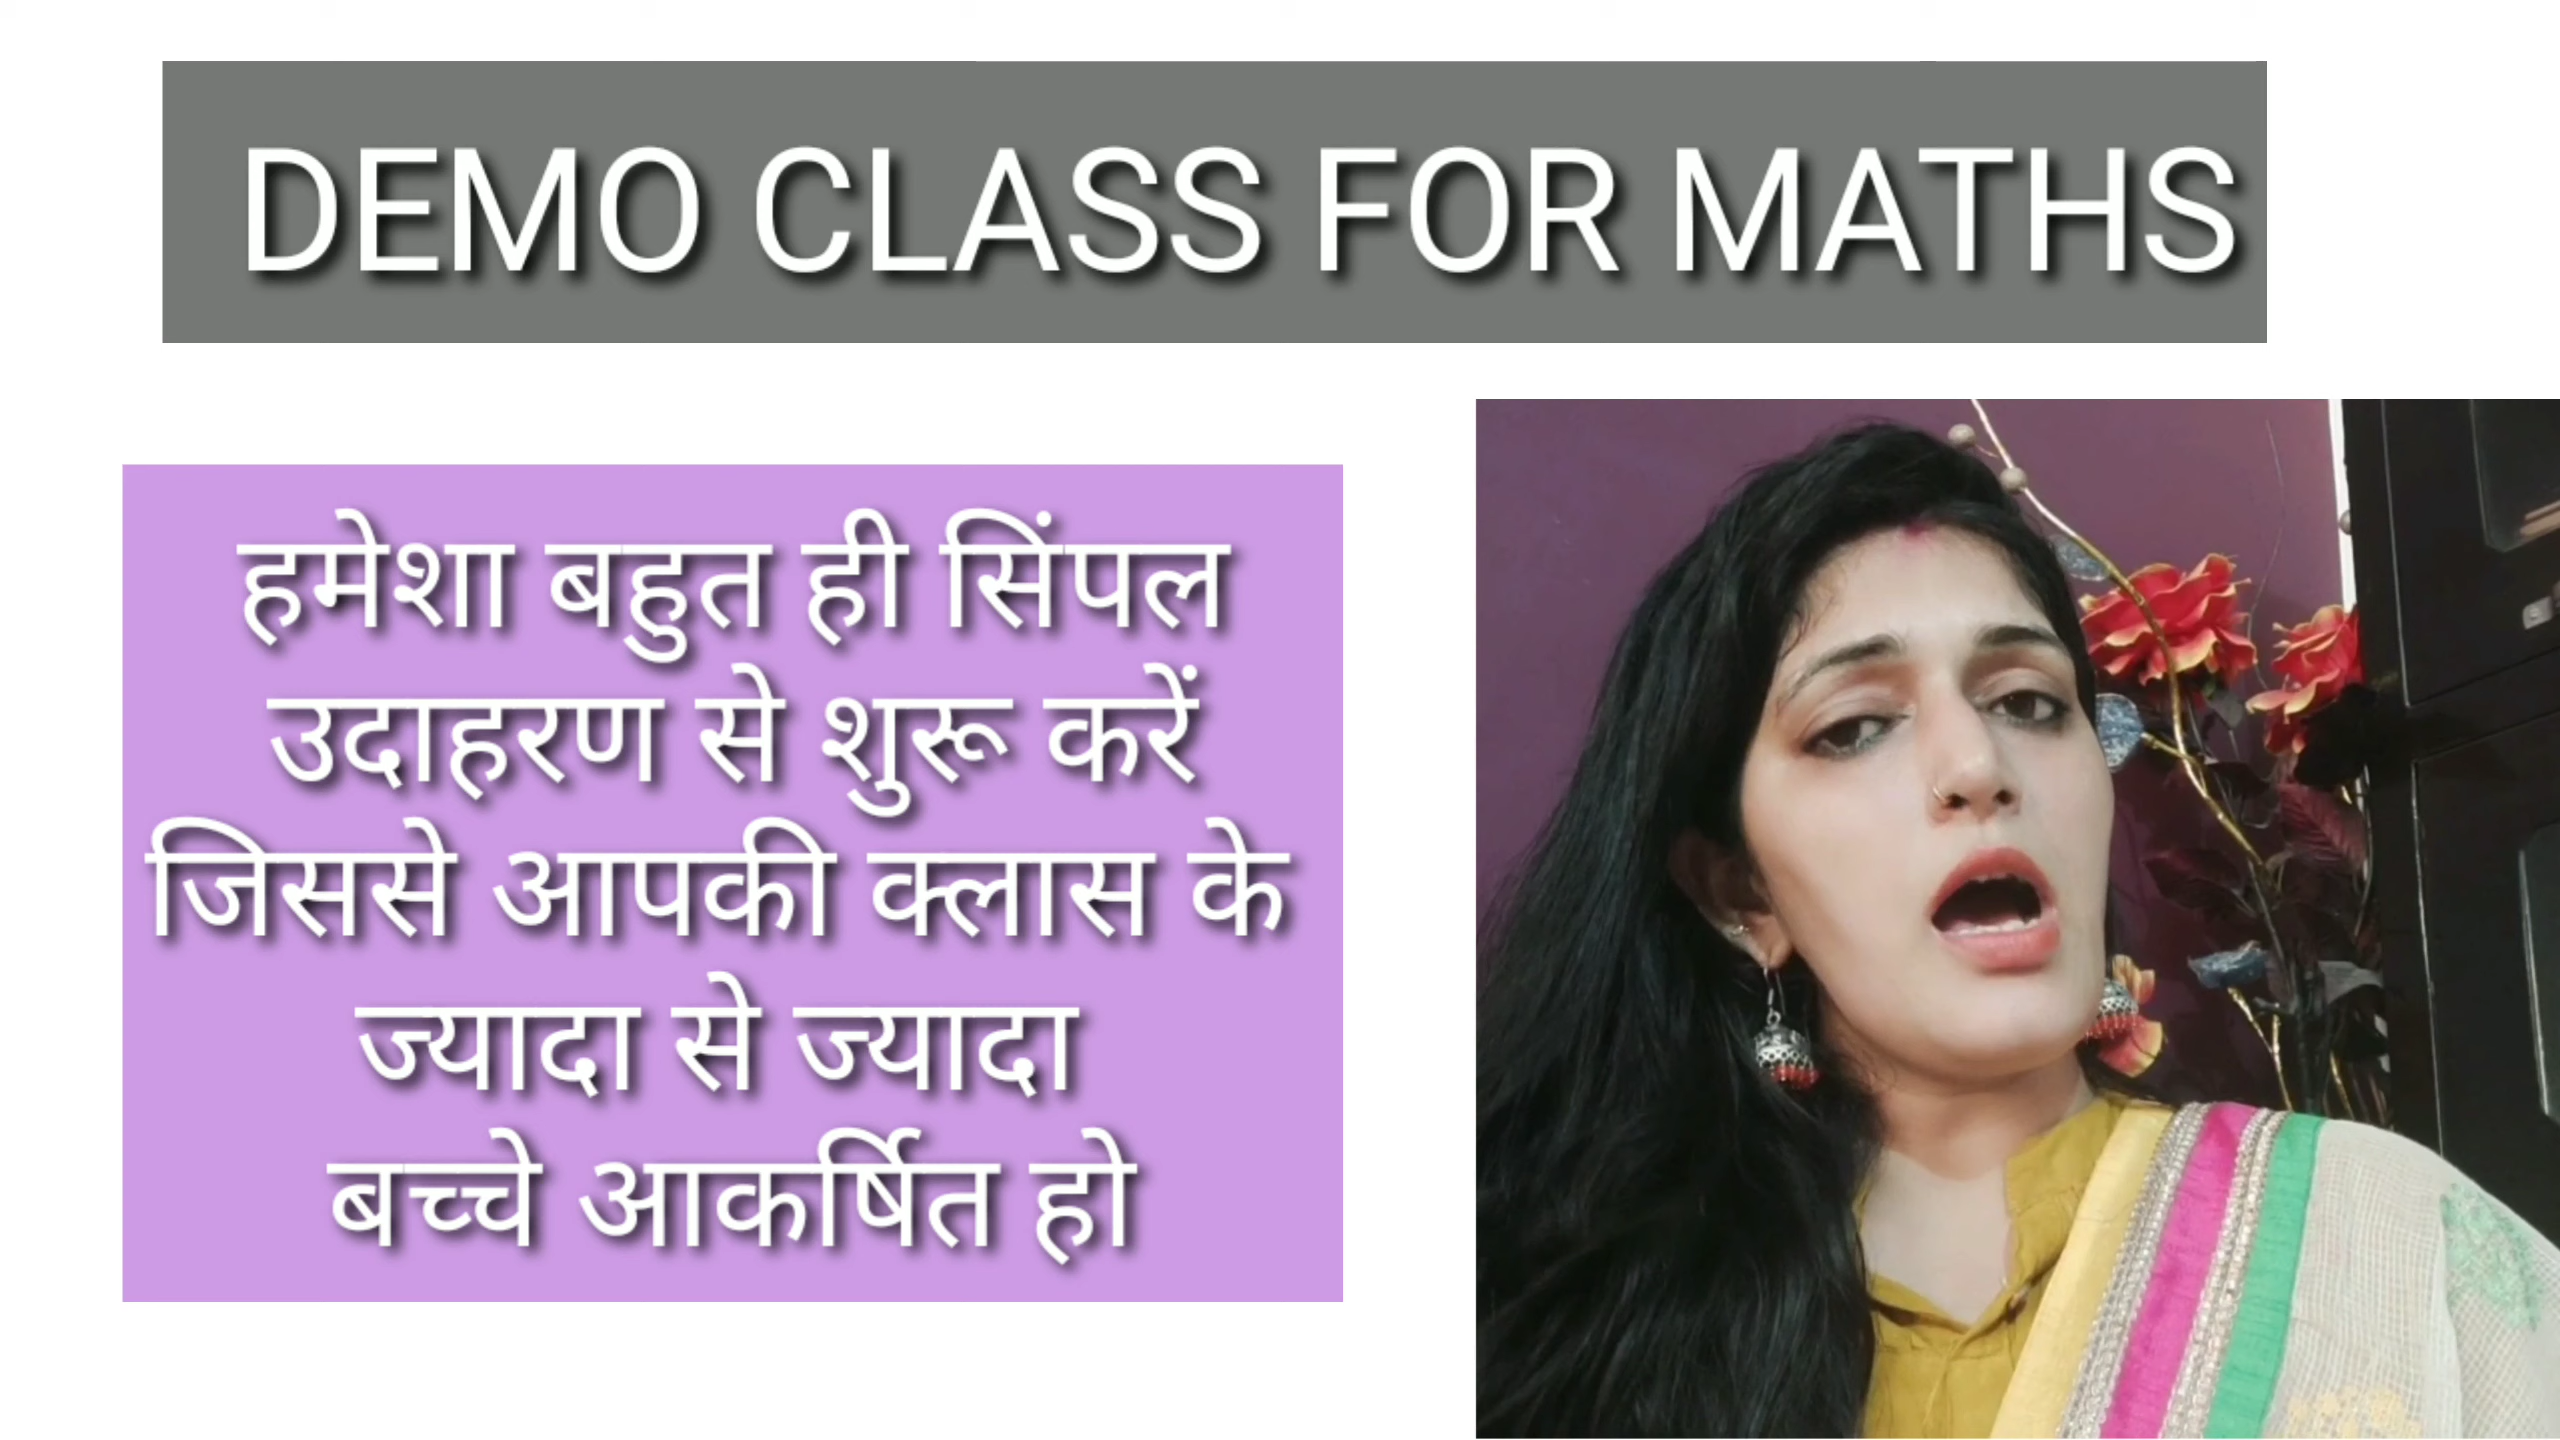 DEMO CLASS FOR MATHS
हमेशा बहुत ही सिंपल
उदाहरण से शुरू करें
जिससे आपकी क्लास के
ज्यादा से ज्यादा
बच्चे आकर्षित हो